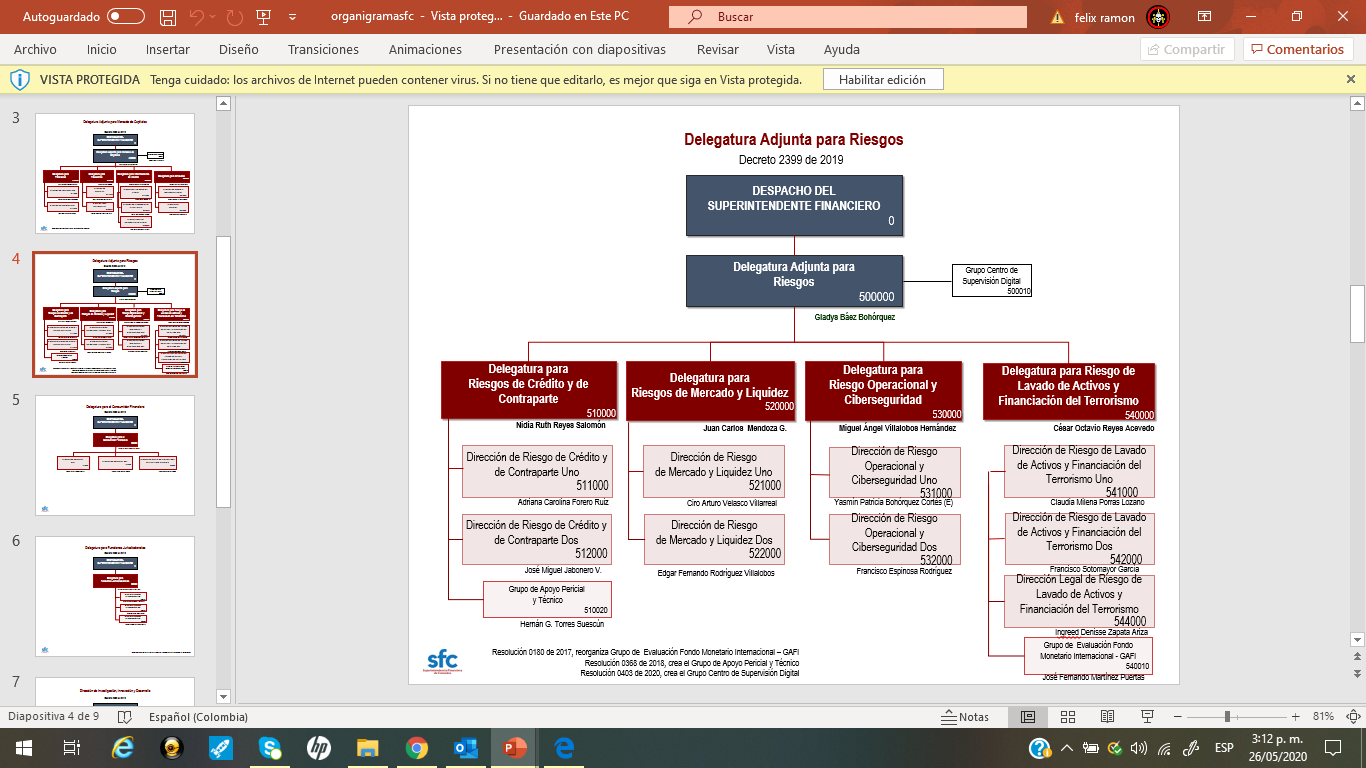 Autoguardado
organigramasfc - Vista proteg... - Guardado en Este PC
Buscar
felix ramon
Archivo Inicio Insertar Diseño Transiciones Animaciones Presentación con diapositivas Revisar Vista Ayuda
Compartir
Comentarios
VISTA PROTEGIDA Tenga cuidado: los archivos de Internet pueden contener virus. Si no tiene que editarlo, es mejor que siga en Vista protegida.
Habilitar edición
3
4
5
6
7
Delegatura Adjunta para Riesgos
Decreto 2399 de 2019
DESPACHO DEL
SUPERINTENDENTE FINANCIERO
0
Delegatura Adjunta para
Riesgos
500000
Gladys Báez Bohórquez
Grupo Centro de
Supervisión Digital
500010
Delegatura para
Riesgos de Crédito y de
Contraparte
510000
Nidia Ruth Reyes Salomón
Dirección de Riesgo de Crédito y
de Contraparte Uno
511000
Adriana Carolina Forero Ruiz
Dirección de Riesgo de Crédito y
de Contraparte Dos
512000
José Miguel Jabonero V.
Grupo de Apoyo Pericial
y Técnico
510020
Hernán G. Torres Suescún
Delegatura para
Riesgos de Mercado y Liquidez
520000
Juan Carlos Mendoza G.
Dirección de Riesgo
de Mercado y Liquidez Uno
521000
Ciro Arturo Velasco Villarreal
Dirección de Riesgo
de Mercado y Liquidez Dos
522000
Edgar Fernando Rodríguez Villalobos
Delegatura para
Riesgo Operacional y
Ciberseguridad
530000
Miguel Ángel Villalobos Hernández
Dirección de Riesgo
Operacional y
Ciberseguridad Uno
531000
Yasmín Patricia Bohórquez Cortes (E)
Dirección de Riesgo
Operacional y
Ciberseguridad Dos
532000
Francisco Espinosa Rodríguez
Delegatura para Riesgo de
Lavado de Activos y
Financiación del Terrorismo
540000
César Octavio Reyes Acevedo
Dirección de Riesgo de Lavado
de Activos y Financiación del
Terrorismo Uno
541000
Claudia Milena Porras Lozano
Dirección de Riesgo de Lavado
de Activos y Financiación del
Terrorismo Dos
542000
Francisco Sotomayor García
Dirección Legal de Riesgo de
Lavado de Activos y
Financiación del Terrorismo
544000
Ingreed Denisse Zapata Ariza
Grupo de Evaluación Fondo
Monetario Internacional - GAFI
540010
José Fernando Martínez Puertas
sfc
Resolución 0180 de 2017, reorganiza Grupo de Evaluación Fondo Monetario Internacional – GAFI
Resolución 0368 de 2018, crea el Grupo de Apoyo Pericial y Técnico
Resolución 0403 de 2020, crea el Grupo Centro de Supervisión Digital
Diapositiva 4 de 9
Español (Colombia)
Notas
81%
ESP
3:12 p. m.
26/05/2020